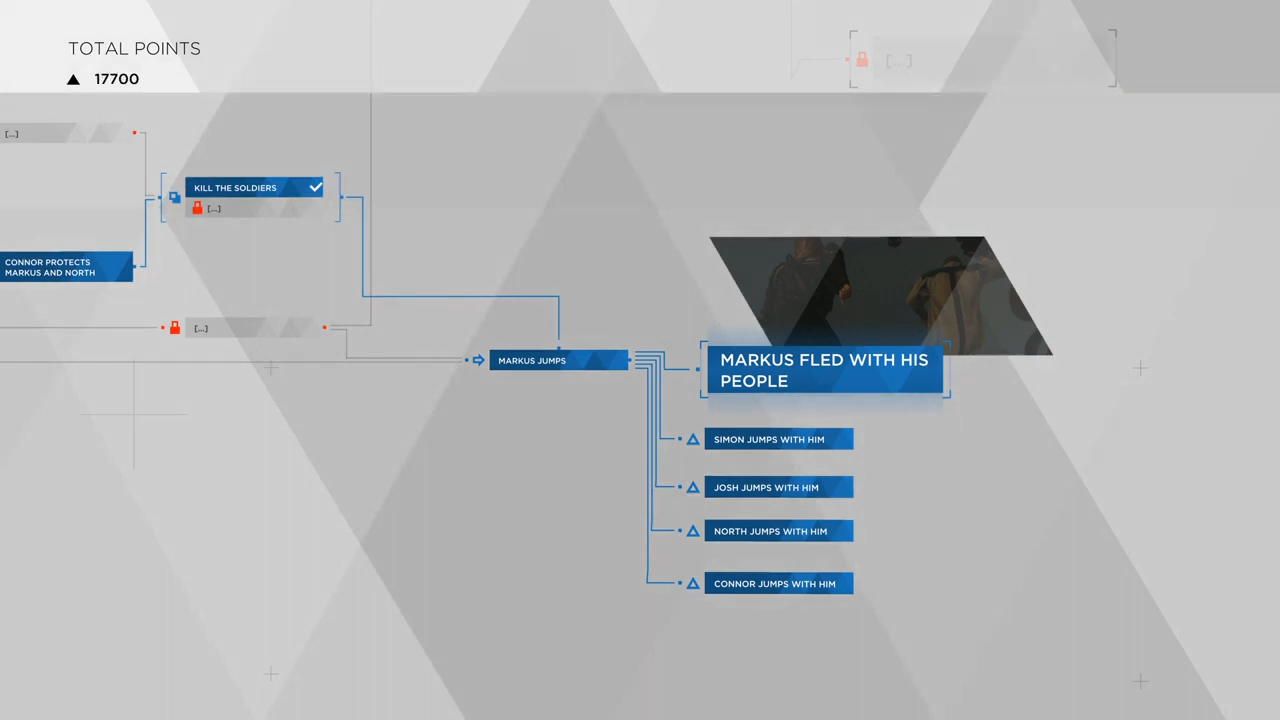 TOTAL POINTS
17700
[...]
[...]
KILL THE SOLDIERS
[...]
CONNOR PROTECTS
MARKUS AND NORTH
[...]
MARKUS JUMPS
MARKUS FLED WITH HIS
PEOPLE
SIMON JUMPS WITH HIM
JOSH JUMPS WITH HIM
NORTH JUMPS WITH HIM
CONNOR JUMPS WITH HIM